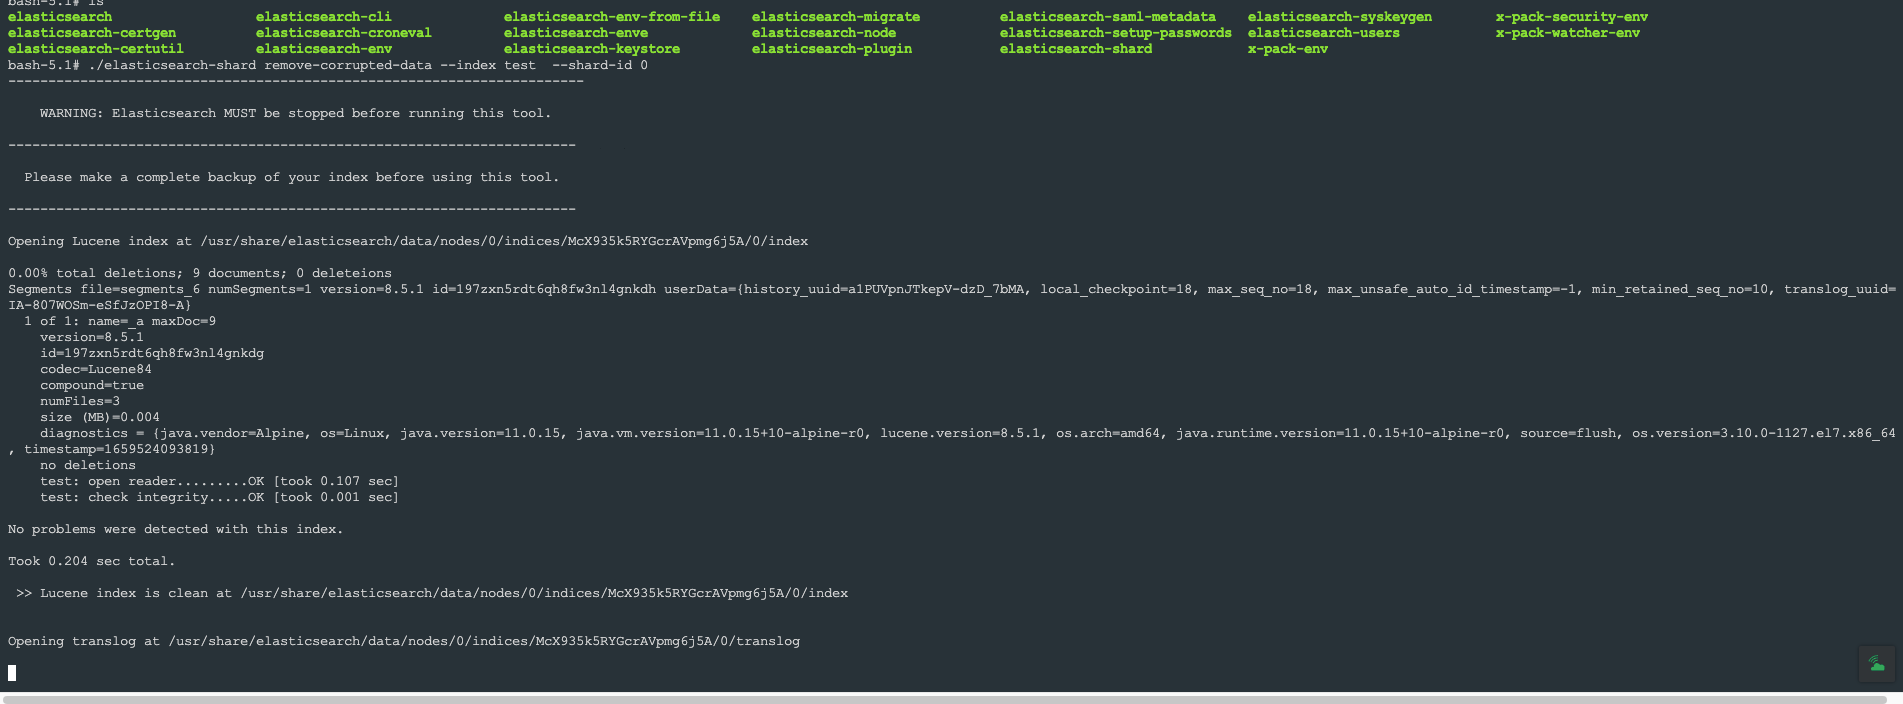 bash-5.1# ls
elasticsearch elasticsearch-cli elasticsearch-env-from-file elasticsearch-migrate elasticsearch-saml-metadata elasticsearch-syskeygen x-pack-security-env
elasticsearch-certgen elasticsearch-croneval elasticsearch-enve elasticsearch-node elasticsearch-setup-passwords elasticsearch-users x-pack-watcher-env
elasticsearch-certutil elasticsearch-env elasticsearch-keystore elasticsearch-plugin elasticsearch-shard x-pack-env
bash-5.1# ./elasticsearch-shard remove-corrupted-data --index test  --shard-id 0
------------------------------------------------------------------------
    WARNING: Elasticsearch MUST be stopped before running this tool.
-----------------------------------------------------------------------
  Please make a complete backup of your index before using this tool.
-----------------------------------------------------------------------
Opening Lucene index at /usr/share/elasticsearch/data/nodes/0/indices/McX935k5RYGcrAVpmg6j5A/0/index
0.00% total deletions; 9 documents; 0 deleteions
Segments file=segments_6 numSegments=1 version=8.5.1 id=197zxn5rdt6qh8fw3nl4gnkdh userData={history_uuid=a1PUVpnJTkepV-dzD_7bMA, local_checkpoint=18, max_seq_no=18, max_unsafe_auto_id_timestamp=-1, min_retained_seq_no=10, translog_uuid=
IA-807WOSm-eSfJzOPI8-A}
  1 of 1: name=_a maxDoc=9
    version=8.5.1
    id=197zxn5rdt6qh8fw3nl4gnkdg
    codec=Lucene84
    compound=true
    numFiles=3
    size (MB)=0.004
    diagnostics = {java.vendor=Alpine, os=Linux, java.version=11.0.15, java.vm.version=11.0.15+10-alpine-r0, lucene.version=8.5.1, os.arch=amd64, java.runtime.version=11.0.15+10-alpine-r0, source=flush, os.version=3.10.0-1127.el7.x86_64
, timestamp=1659524093819}
    no deletions
    test: open reader.........OK [took 0.107 sec]
    test: check integrity.....OK [took 0.001 sec]
No problems were detected with this index.
Took 0.204 sec total.
 >> Lucene index is clean at /usr/share/elasticsearch/data/nodes/0/indices/McX935k5RYGcrAVpmg6j5A/0/index
Opening translog at /usr/share/elasticsearch/data/nodes/0/indices/McX935k5RYGcrAVpmg6j5A/0/translog